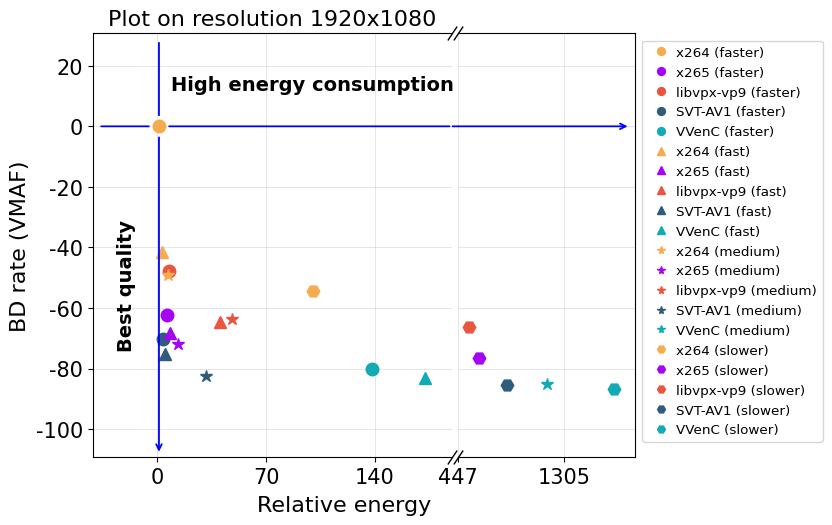 Plot on resolution 1920x1080
High energy consumption
Best quality
BD rate (VMAF)
20
0
-20
-40
-60
-80
-100
0 70 140 447 1305
Relative energy
x264 (faster)
x265 (faster)
libvpx-vp9 (faster)
SVT-AV1 (faster)
VVenC (faster)
x264 (fast)
x265 (fast)
libvpx-vp9 (fast)
SVT-AV1 (fast)
VVenC (fast)
x264 (medium)
x265 (medium)
libvpx-vp9 (medium)
SVT-AV1 (medium)
VVenC (medium)
x264 (slower)
x265 (slower)
libvpx-vp9 (slower)
SVT-AV1 (slower)
VVenC (slower)